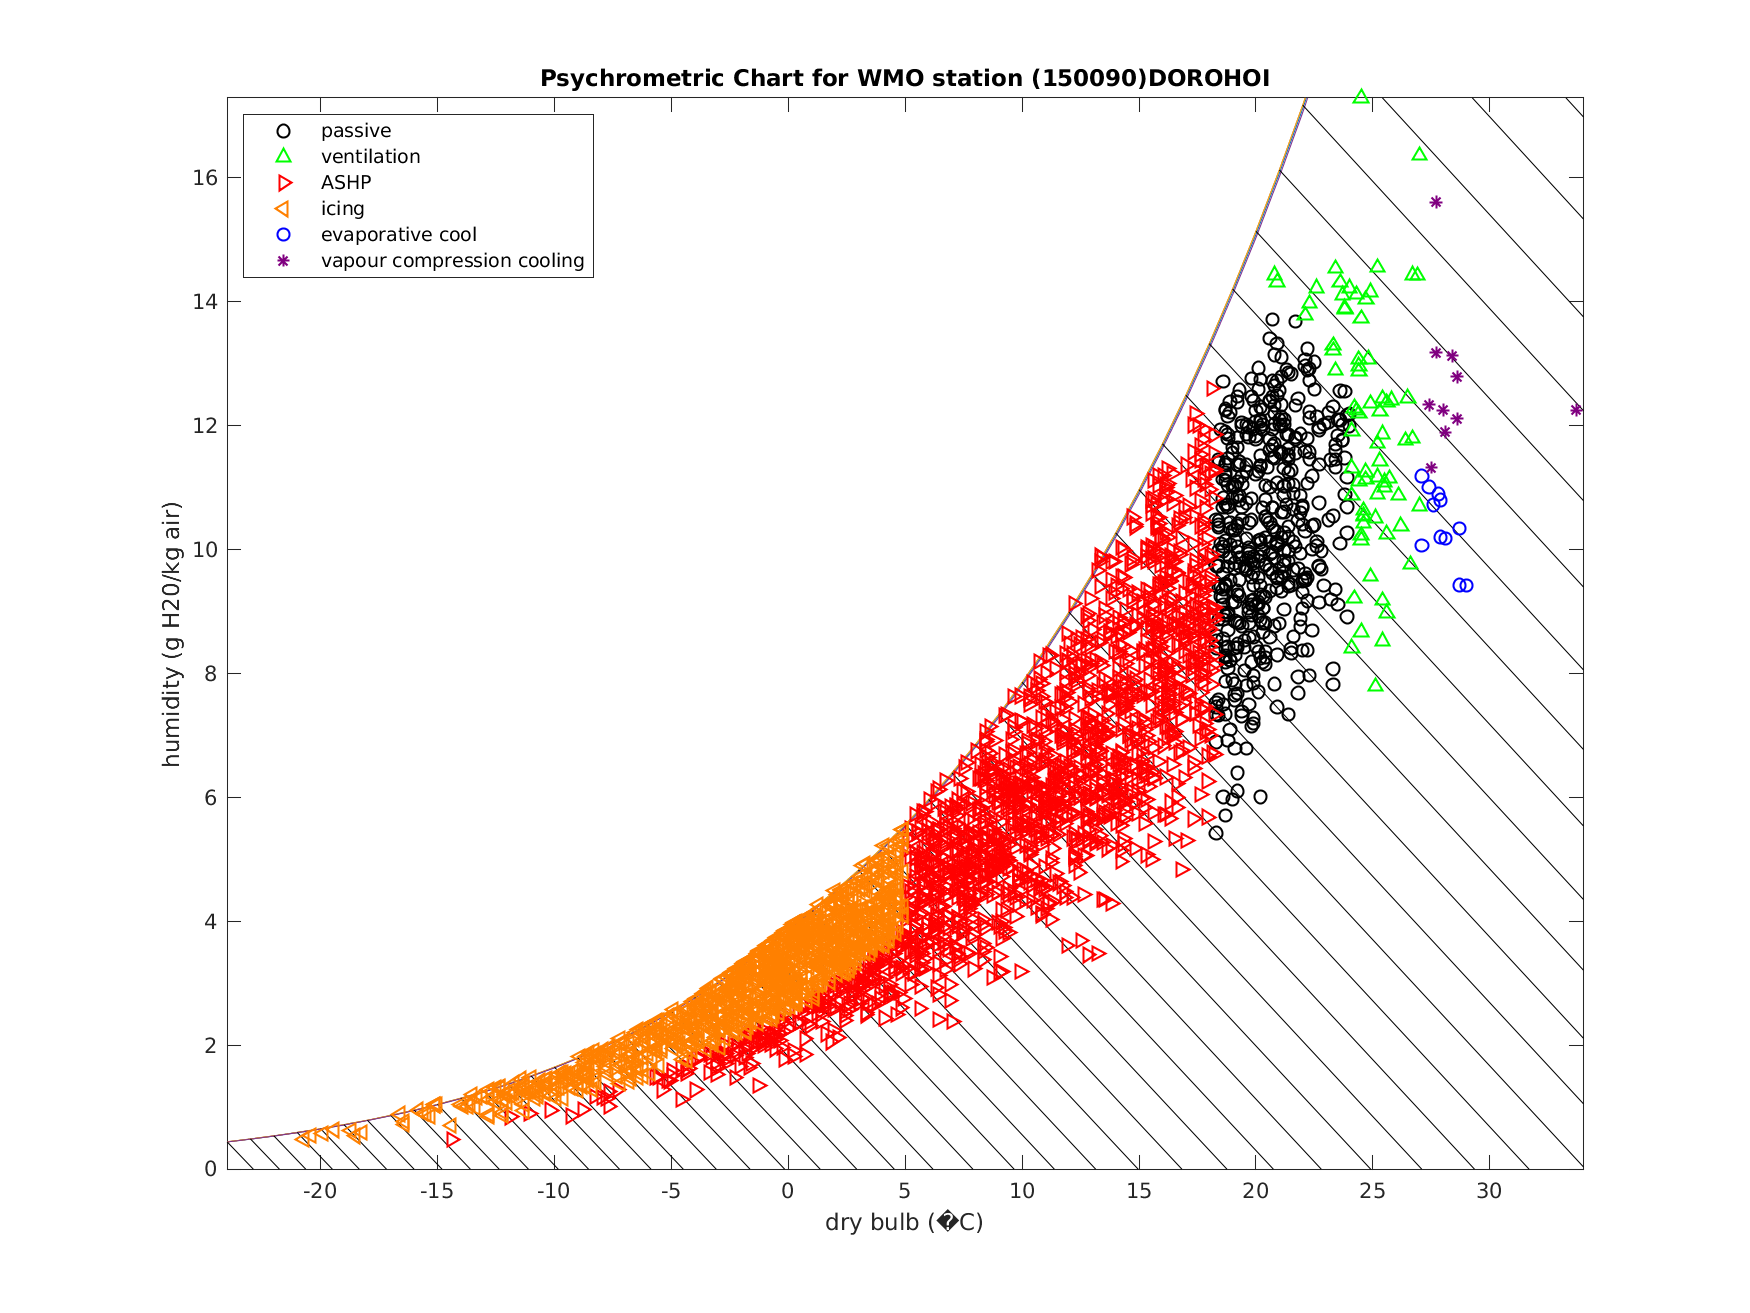 Psychrometric Chart for WMO station (150090)DOROHOI
passive
ventilation
ASHP
icing
evaporative cool
vapour compression cooling
humidity (g H20/kg air)
16
14
12
10
8
6
4
2
0
-20 -15 -10 -5 0 5 10 15 20 25 30
dry bulb (�C)